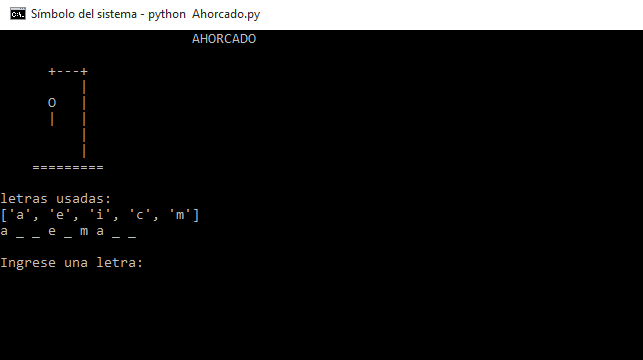 Símbolo del sistema - python  Ahorcado.py
AHORCADO
+---+
|
O   |
|   |
|
|
=========
letras usadas:
['a', 'e', 'i', 'c', 'm']
a _ _ e _ m a _ _
Ingrese una letra: